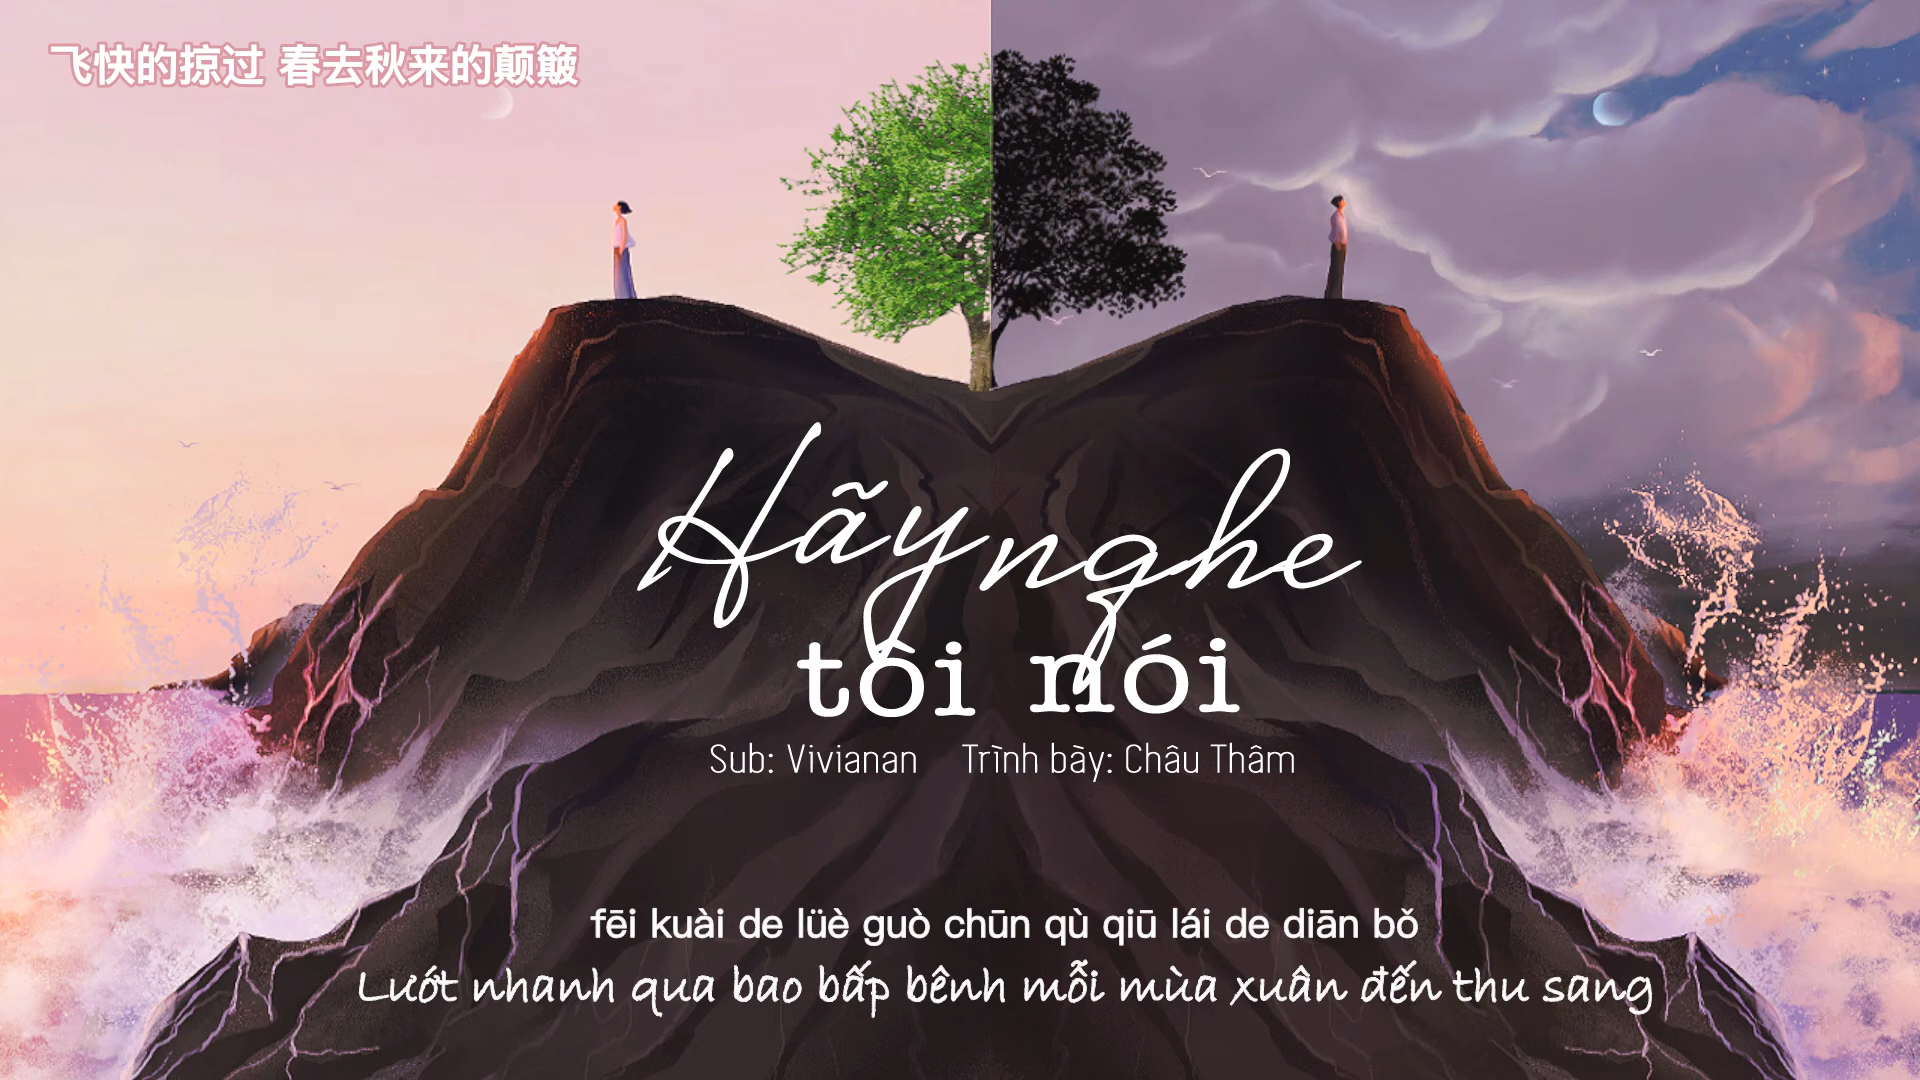 飞快的掠过 春去秋来的颠簸
Hãy nghe
tôi nói
Sub: Vivianan Trình bày: Châu Thâm
fēi kuài de lüè guò chūn qù qiū lái de diān bǒ
Lướt nhanh qua bao bấp bênh mỗi mùa xuân đến thu sang